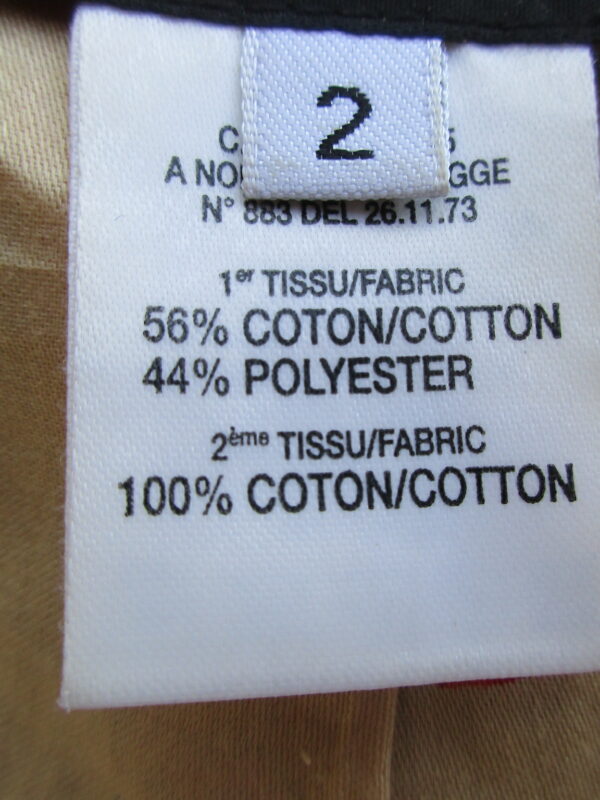 2
A
GGE
N° 883 DEL 26.11.73
1er TISSU/FABRIC
56% COTON/COTTON
44% POLYESTER
2ème TISSU/FABRIC
100% COTON/COTTON